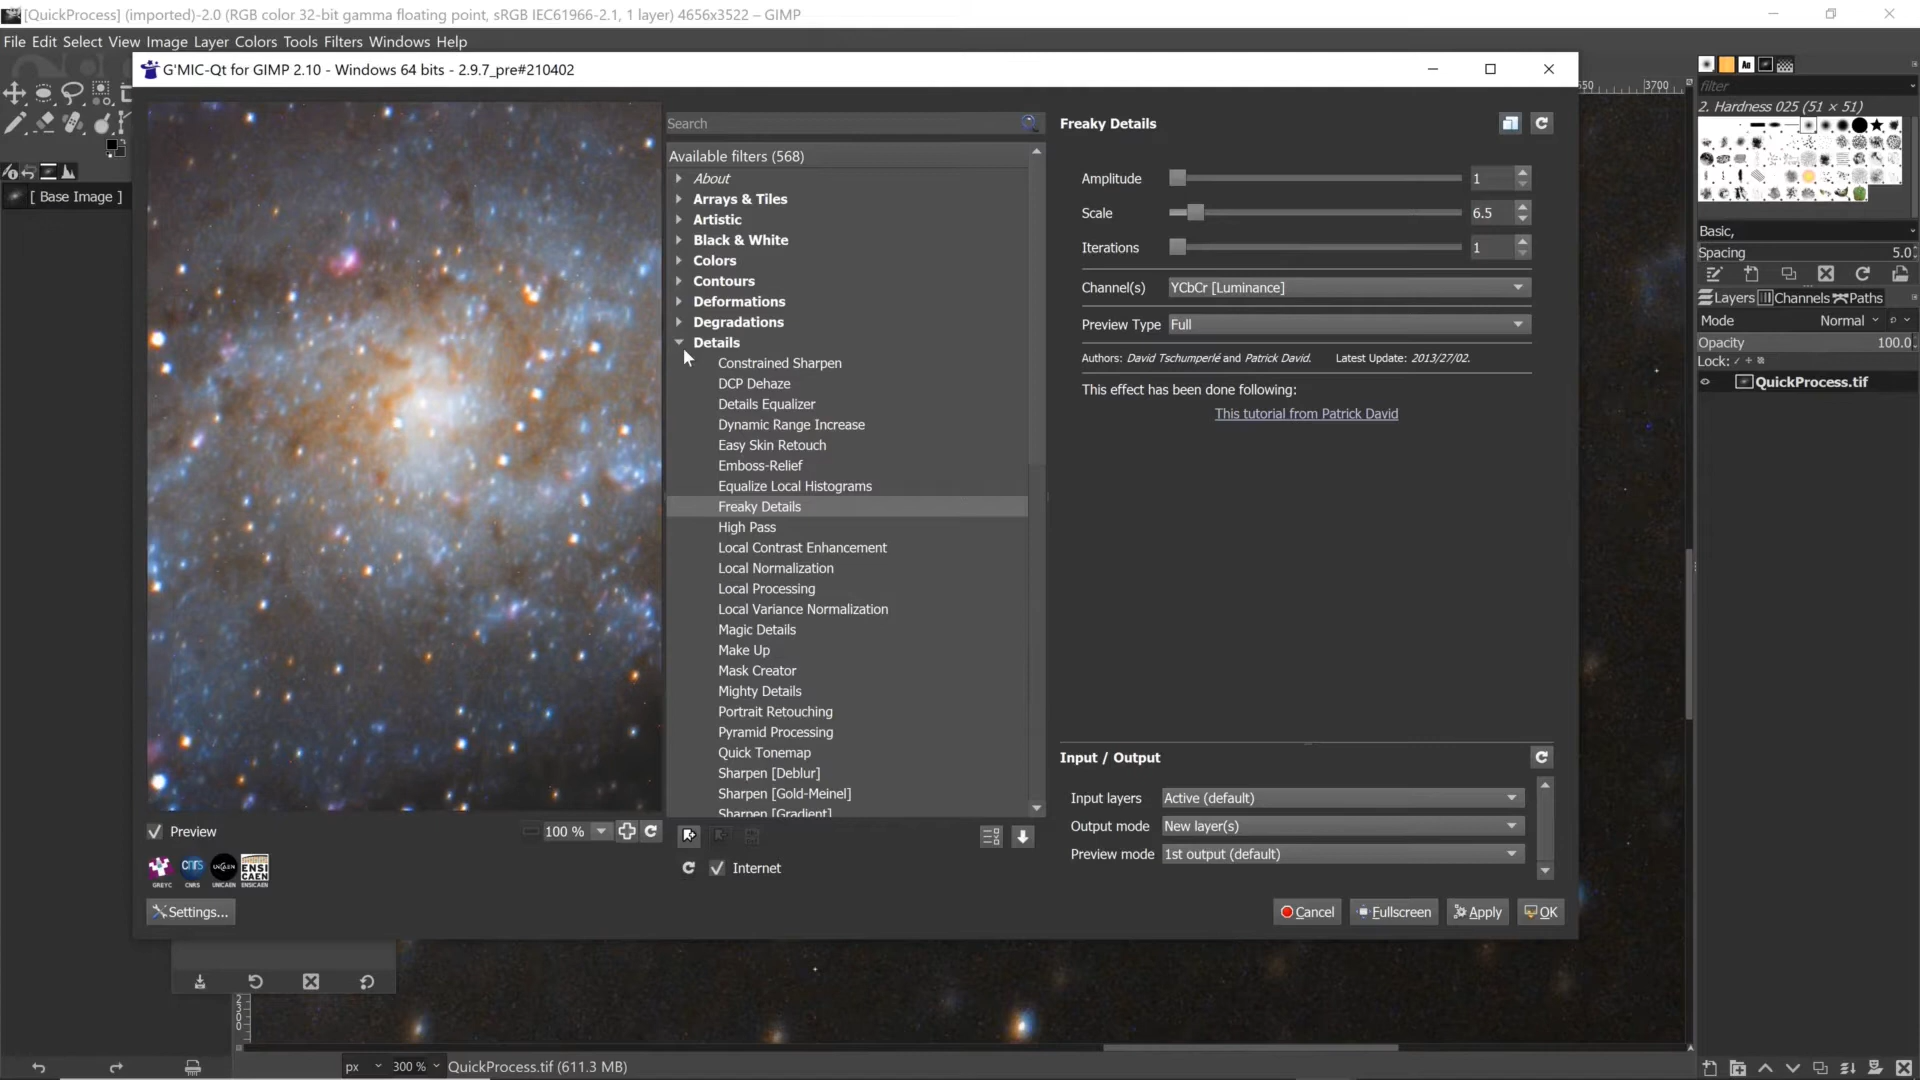 [QuickProcess] (imported)-2.0 (RGB color 32-bit gamma floating point, sRGB IEC61966-2.1, 1 layer) 4656x3522 – GIMP
File Edit Select View Image Layer Colors Tools Filters Windows Help
G'MIC-Qt for GIMP 2.10 - Windows 64 bits - 2.9.7_pre#210402
3700
filter
2. Hardness 025 (51 × 51)
[ Base Image ]
Search
Available filters (568)
About
Arrays & Tiles
Artistic
Black & White
Colors
Contours
Deformations
Degradations
Details
Constrained Sharpen
DCP Dehaze
Details Equalizer
Dynamic Range Increase
Easy Skin Retouch
Emboss-Relief
Equalize Local Histograms
Freaky Details
High Pass
Local Contrast Enhancement
Local Normalization
Local Processing
Local Variance Normalization
Magic Details
Make Up
Mask Creator
Mighty Details
Portrait Retouching
Pyramid Processing
Quick Tonemap
Sharpen [Deblur]
Sharpen [Gold-Meinel]
Sharpen [Gradient]
Internet
Freaky Details
Amplitude 1
Scale 6.5
Iterations 1
Channel(s) YCbCr [Luminance]
Preview Type Full
Authors: David Tschumperlé and Patrick David. Latest Update: 2013/27/02.
This effect has been done following:
This tutorial from Patrick David
Input / Output
Input layers Active (default)
Output mode New layer(s)
Preview mode 1st output (default)
Cancel Fullscreen Apply OK
Preview 100 %
GREYC CNRS UNICAEN ENSICAEN
Settings...
Basic,
Spacing 5.0
Layers Channels Paths
Mode Normal
Opacity 100.0
Lock:
QuickProcess.tif
px 300 % QuickProcess.tif (611.3 MB)